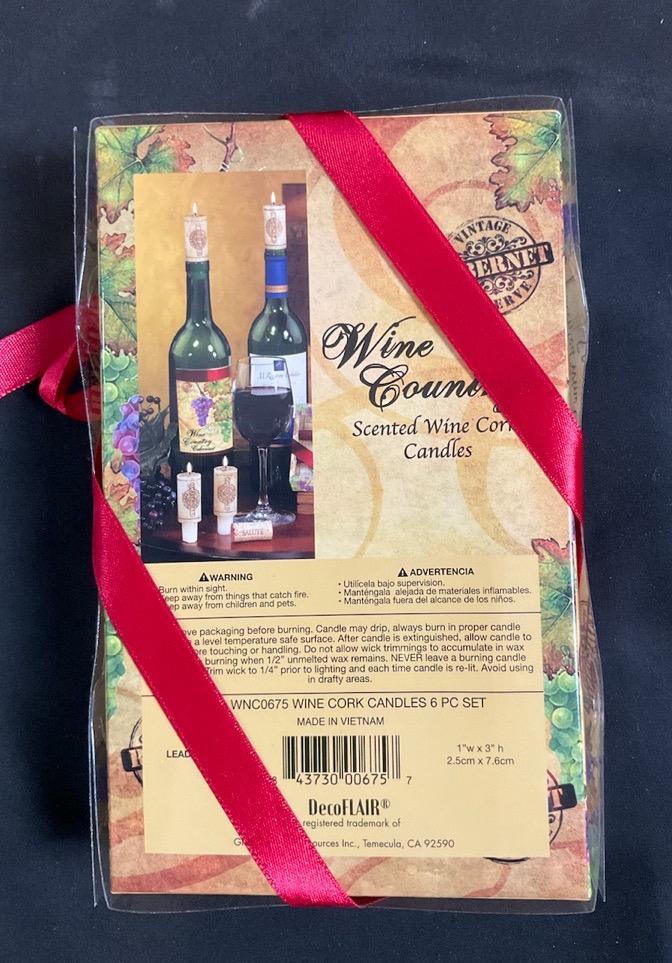 VINTAGE
Wine
Scented Wine Cork
Candles
Wine
Country
Cabernet
SALUTE
⚠WARNING
Burn within sight.
away from things that catch fire.
away from children and pets.
⚠ADVERTENCIA
• Utilícela bajo supervision.
• Manténgala alejada de materiales inflamables.
• Manténgala fuera del alcance de los niños.
packaging before burning. Candle may drip, always burn in proper candle
a level temperature safe surface. After candle is extinguished, allow candle to
touching or handling. Do not allow wick trimmings to accumulate in wax
burning when 1/2" unmelted wax remains. NEVER leave a burning candle
Trim wick to 1/4" prior to lighting and each time candle is re-lit. Avoid using
in drafty areas.
WNC0675 WINE CORK CANDLES 6 PC SET
MADE IN VIETNAM
LEAD
1"w x 3" h
2.5cm x 7.6cm
43730 00675 7
DecoFLAIR®
registered trademark of
Inc., Temecula, CA 92590